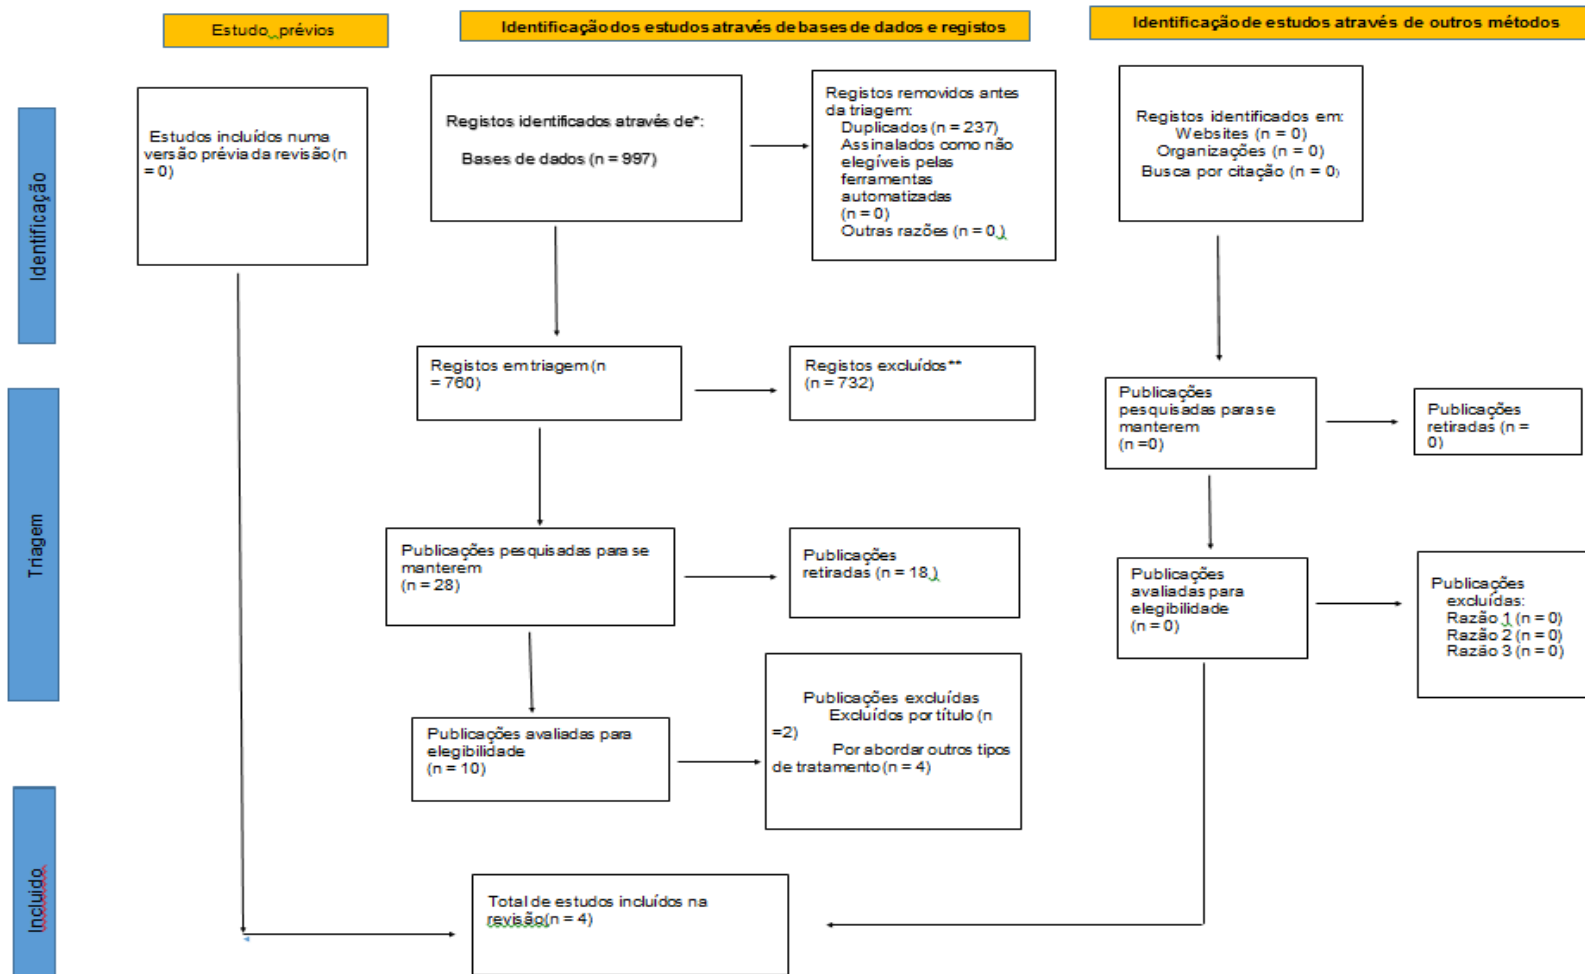 Estudo prévios
Identificação dos estudos através de bases de dados e registos
Identificação de estudos através de outros métodos
Identificação
Estudos incluídos numa
versão prévia da revisão (n
= 0)
Registos identificados através de*:
Bases de dados (n = 997)
Registos removidos antes
da triagem:
Duplicados (n = 237)
Assinalados como não
elegíveis pelas
ferramentas
automatizadas
(n = 0)
Outras razões (n = 0 )
Registos identificados em:
Websites (n = 0)
Organizações (n = 0)
Busca por citação (n = 0)
Triagem
Registos em triagem (n
= 760)
Registos excluídos**
(n = 732)
Publicações
pesquisadas para se
manterem
(n =0)
Publicações
retiradas (n =
0)
Publicações pesquisadas para se
manterem
(n = 28)
Publicações
retiradas (n = 18 )
Publicações
avaliadas para
elegibilidade
(n = 0)
Publicações
excluídas:
Razão 1 (n = 0)
Razão 2 (n = 0)
Razão 3 (n = 0)
Publicações avaliadas para
elegibilidade
(n = 10)
Publicações excluídas
Excluídos por título (n
=2)
Por abordar outros tipos
de tratamento (n = 4)
Incluido
Total de estudos incluídos na
revisão(n = 4)